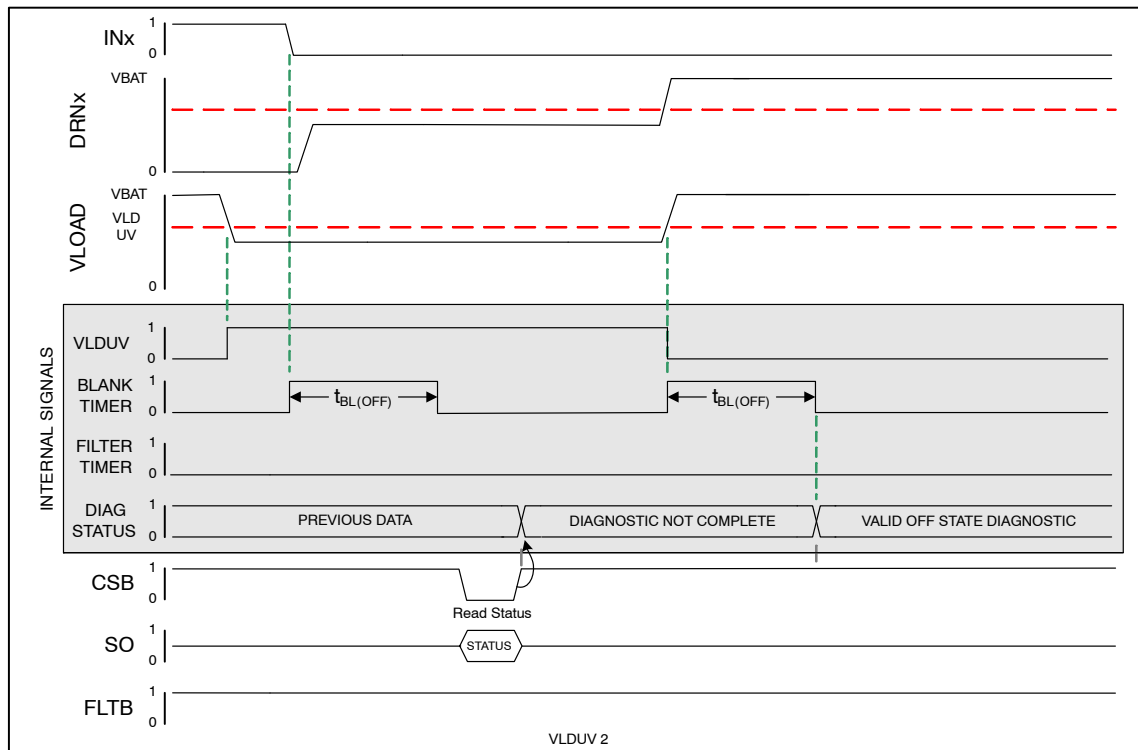 INx
1
0
DRNx
VBAT
0
VLOAD
VBAT
VLD
UV
0
INTERNAL SIGNALS
VLDUV
1
0
BLANK
TIMER
1
0
tBL(OFF)
tBL(OFF)
FILTER
TIMER
1
0
DIAG
STATUS
1
0
PREVIOUS DATA
DIAGNOSTIC NOT COMPLETE
VALID OFF STATE DIAGNOSTIC
CSB
1
0
Read Status
SO
1
0
STATUS
FLTB
1
0
VLDUV 2